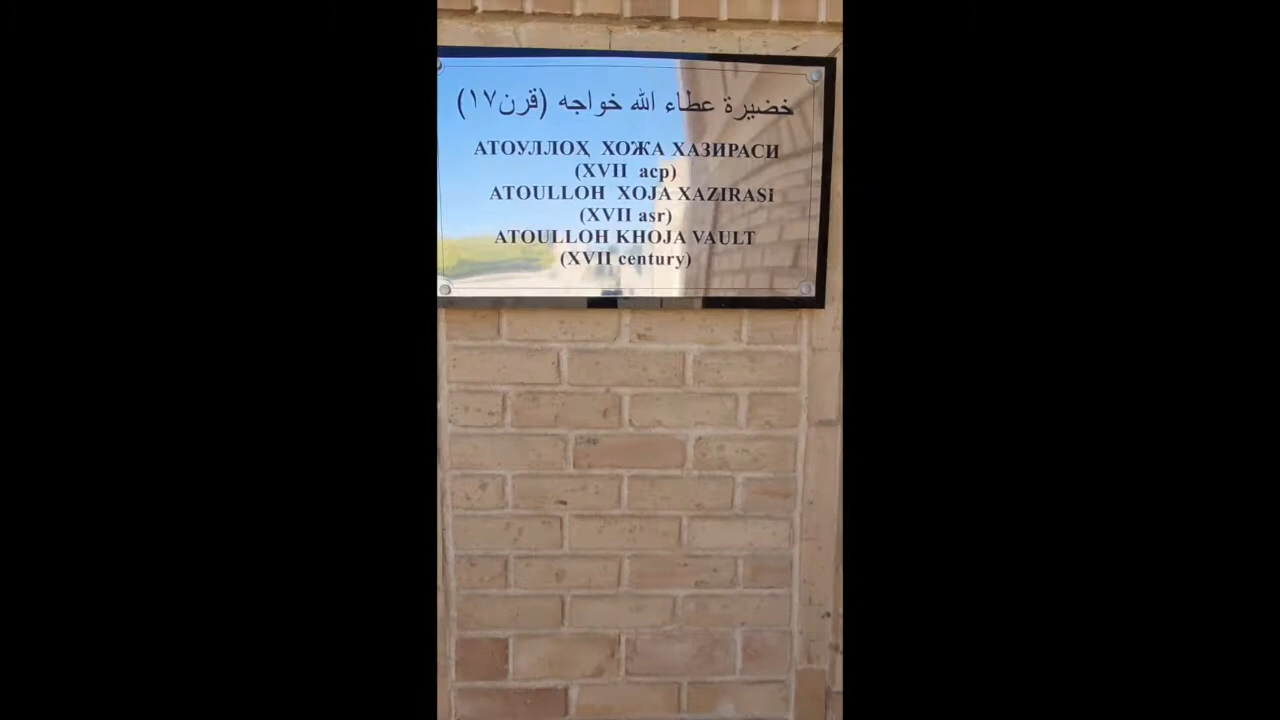 خضيرة عطاء الله خواجه (قرن١٧)
АТОУЛЛОҲ ХОЖА ХАЗИРАСИ
(XVII аср)
ATOULLOH XOJA XAZIRASI
(XVII asr)
ATOULLOH KHOJA VAULT
(XVII century)